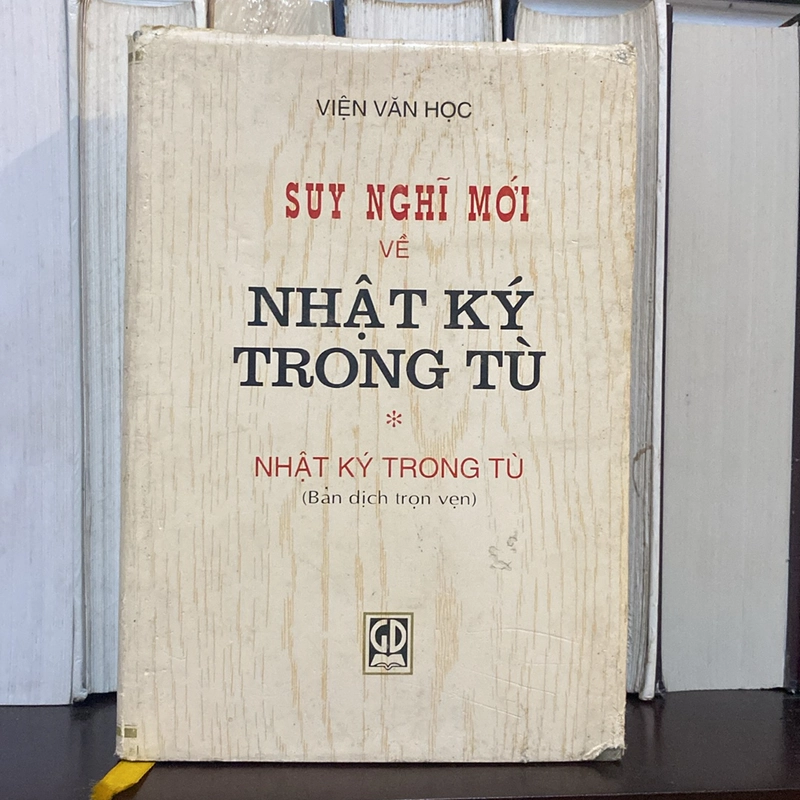 VIỆN VĂN HỌC
SUY NGHĨ MỚI
VỀ
NHẬT KÝ
TRONG TÙ
*
NHẬT KÝ TRONG TÙ
(Bản dịch trọn vẹn)
GD